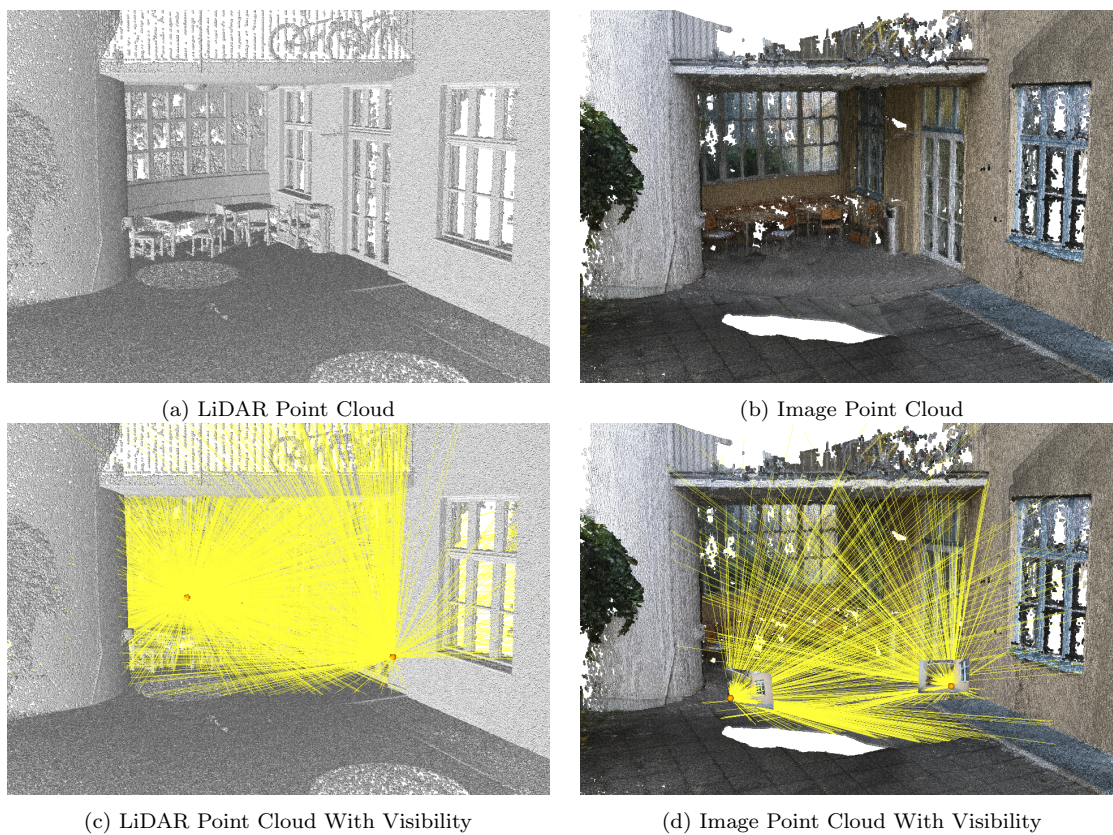 (a) LiDAR Point Cloud
(b) Image Point Cloud
(c) LiDAR Point Cloud With Visibility
(d) Image Point Cloud With Visibility